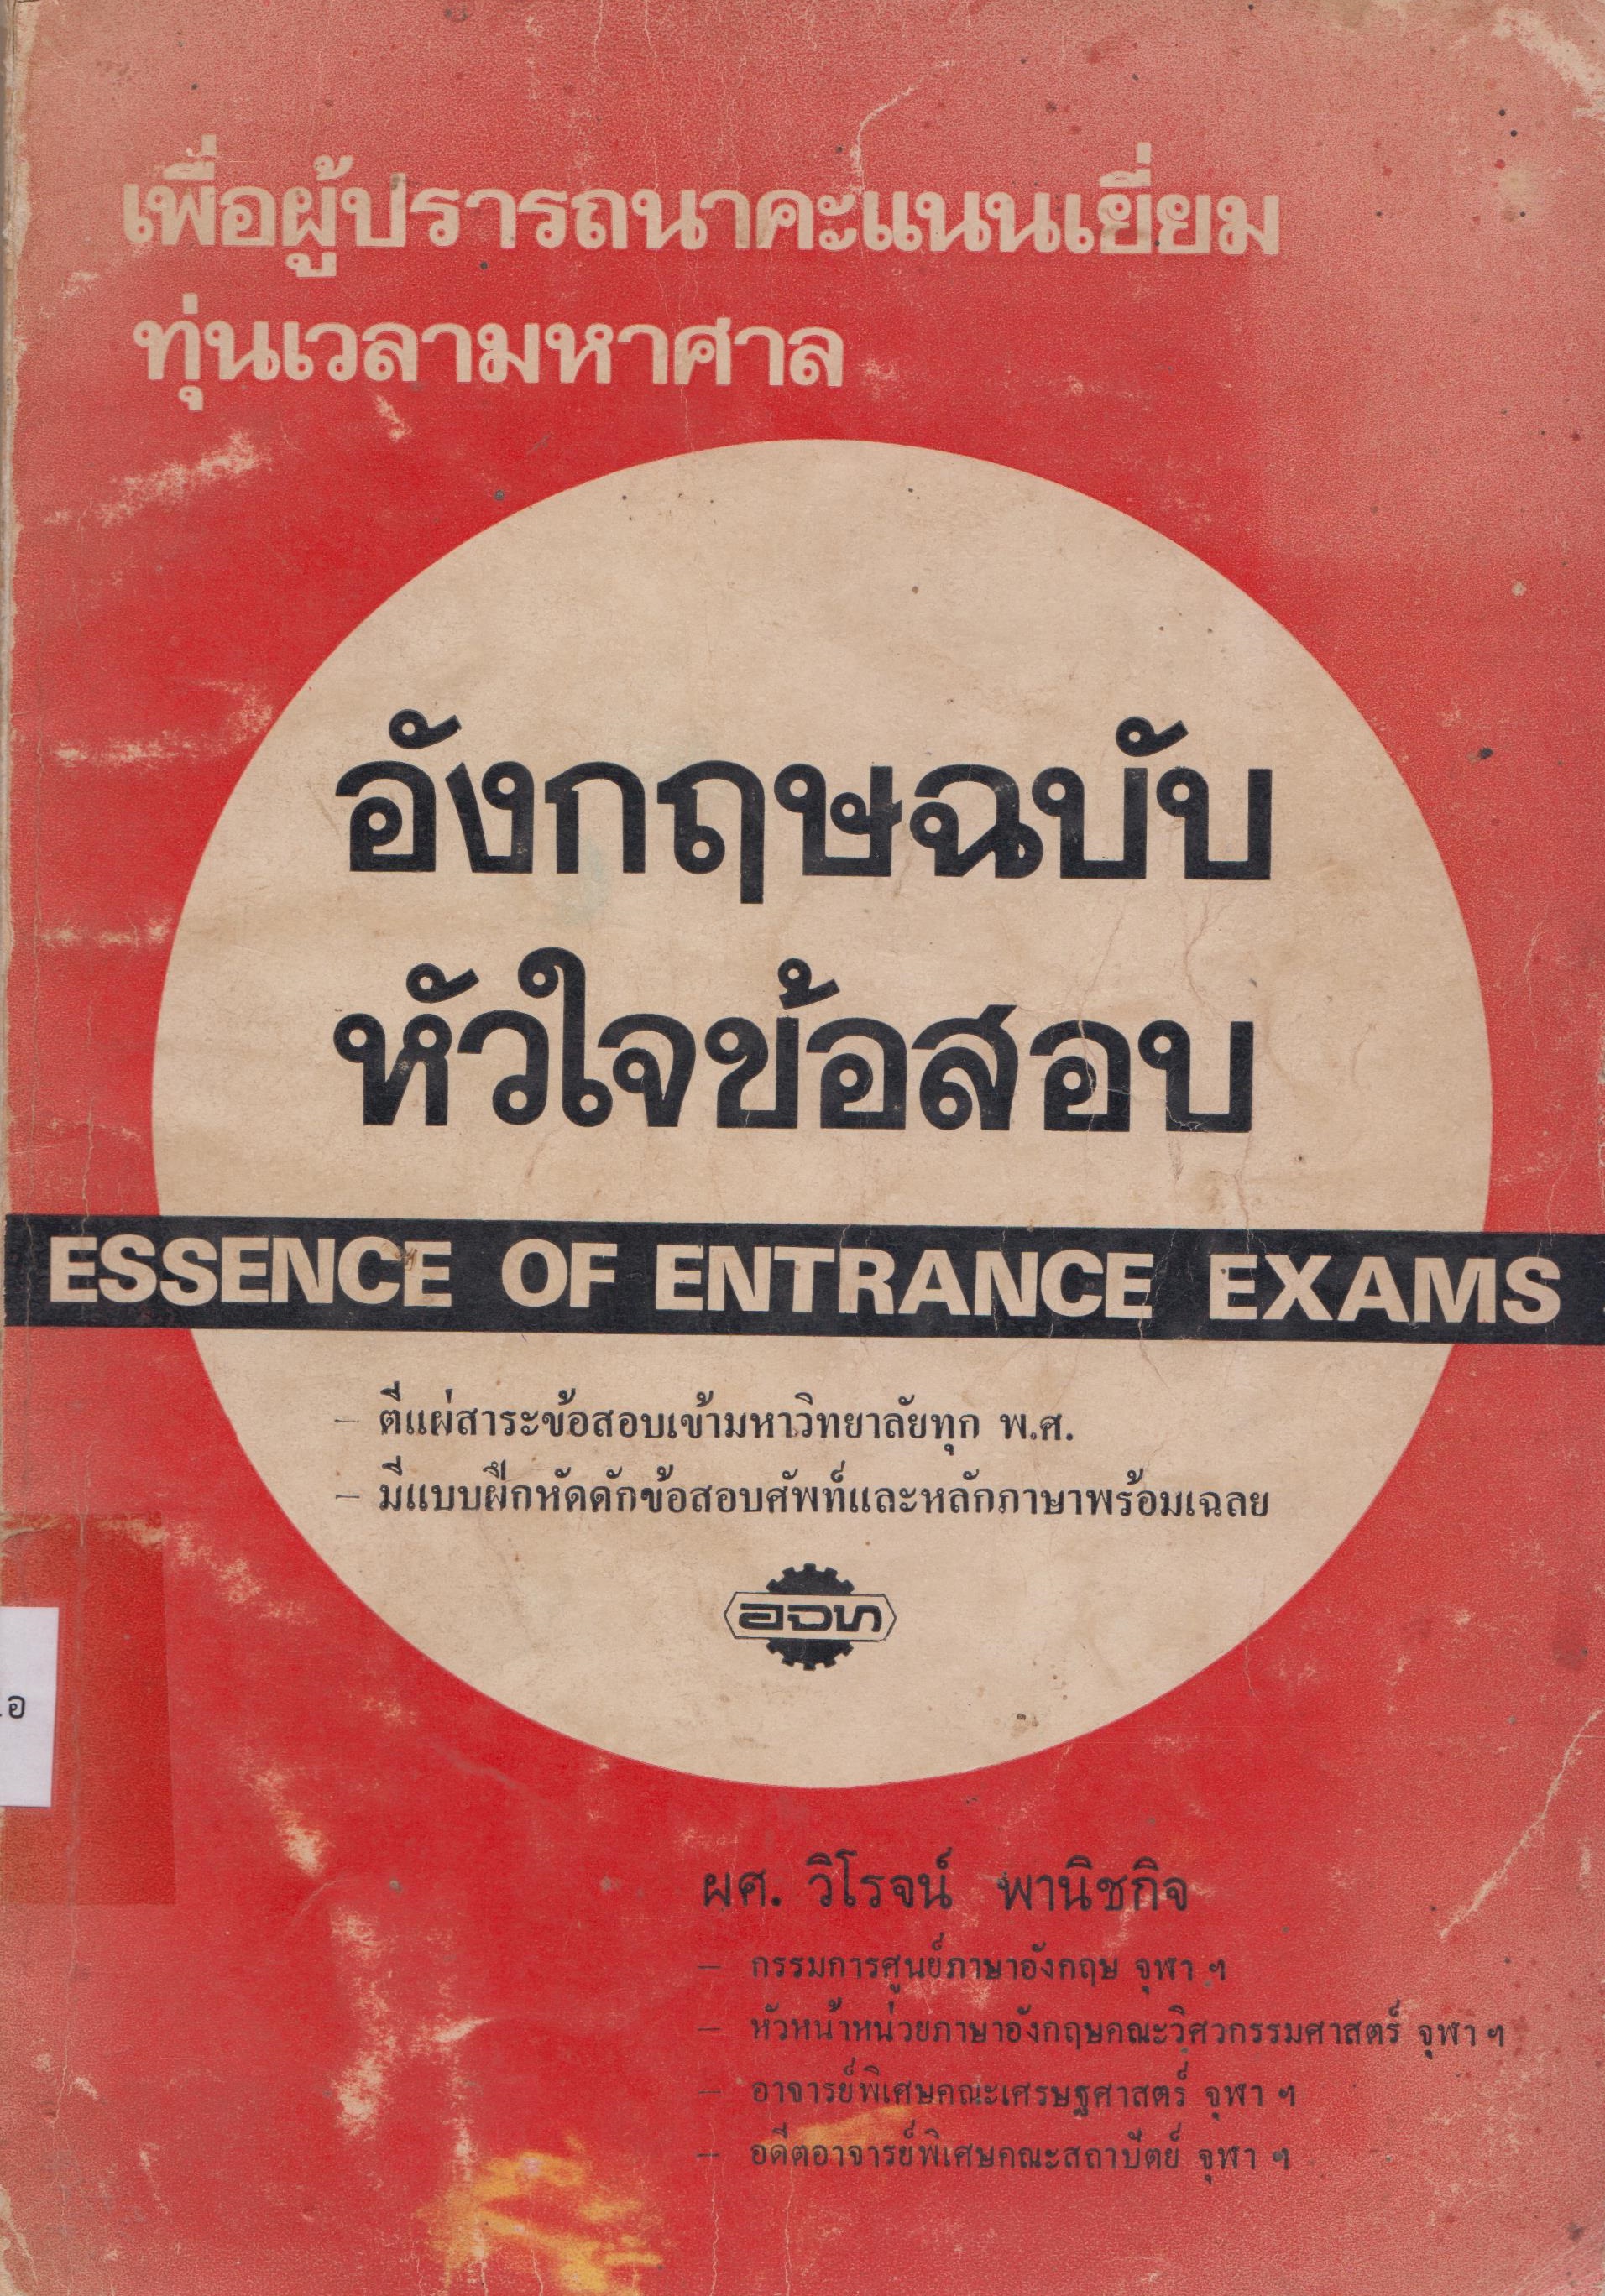 เพื่อผู้ปรารถนาคะแนนเยี่ยม
ทุ่นเวลามหาศาล
อังกฤษฉบับ
หัวใจข้อสอบ
ESSENCE OF ENTRANCE EXAMS
– ตีแผ่สาระข้อสอบเข้ามหาวิทยาลัยทุก พ.ศ.
– มีแบบฝึกหัดดักข้อสอบศัพท์และหลักภาษาพร้อมเฉลย
อวท
ผศ. วิโรจน์ พานิชกิจ
– กรรมการศูนย์ภาษาอังกฤษ จุฬา ฯ
– หัวหน้าหน่วยภาษาอังกฤษคณะวิศวกรรมศาสตร์ จุฬา ฯ
– อาจารย์พิเศษคณะเศรษฐศาสตร์ จุฬา ฯ
– อดีตอาจารย์พิเศษคณะสถาปัตย์ จุฬา ฯ